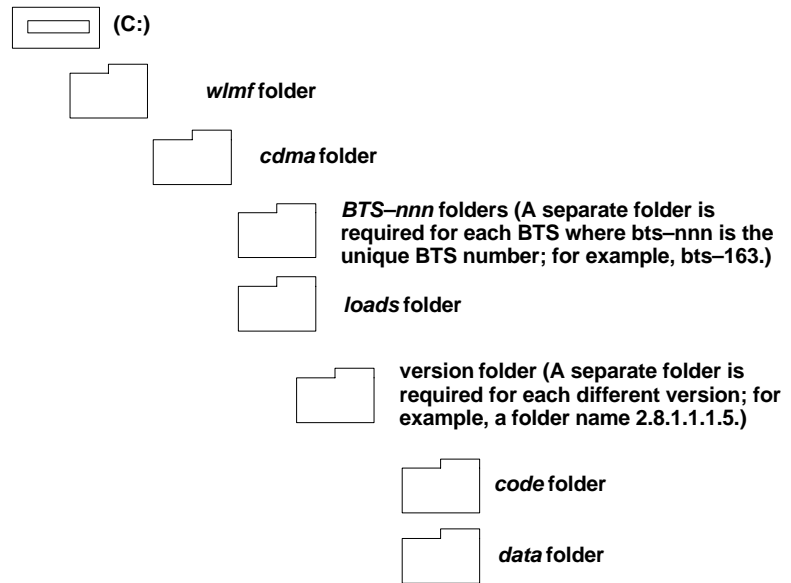 (C:)
wlmf folder
cdma folder
BTS–nnn folders (A separate folder is
required for each BTS where bts–nnn is the
unique BTS number; for example, bts–163.)
loads folder
version folder (A separate folder is
required for each different version; for
example, a folder name 2.8.1.1.1.5.)
code folder
data folder